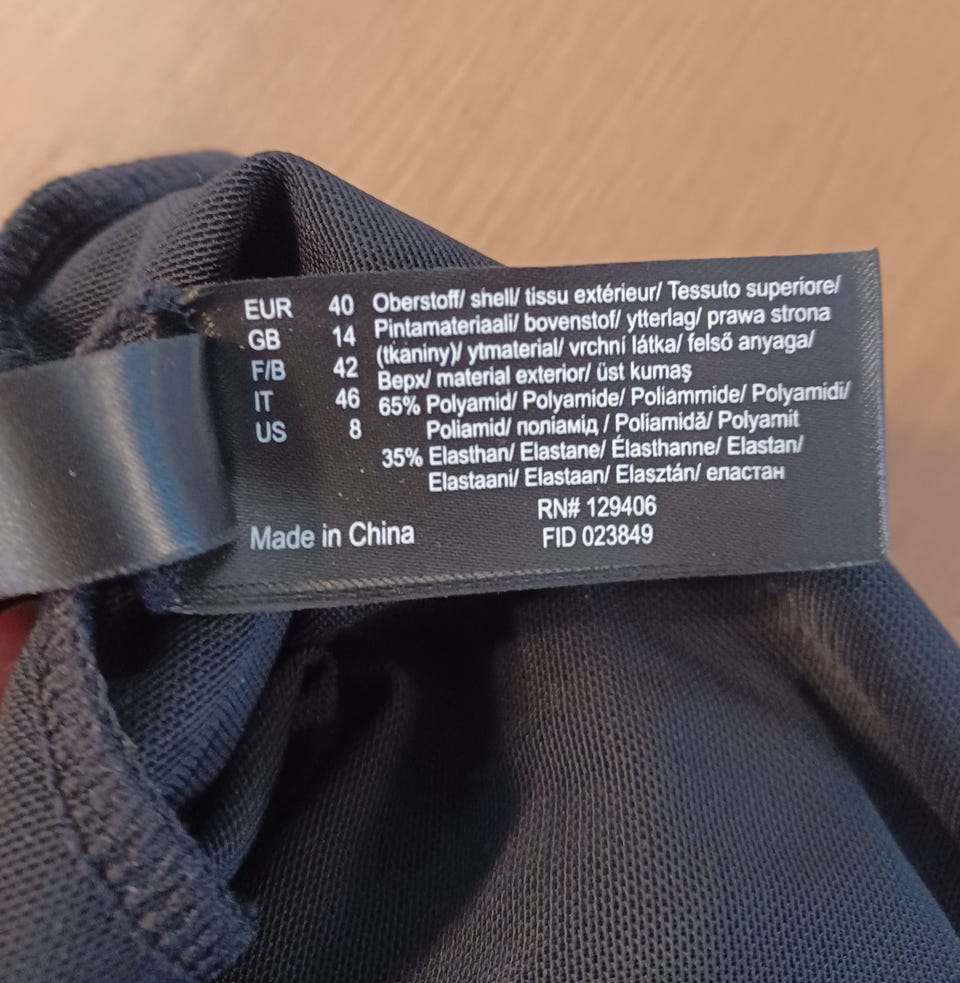 EUR 40
GB 14
F/B 42
IT 46
US 8
Oberstoff/ shell/ tissu extérieur/ Tessuto superiore/
Pintamateriaali/ bovenstof/ ytterlag/ prawa strona
(tkaniny)/ ytmaterial/ vrchní látka/ felső anyaga/
Верх/ material exterior/ üst kumaş
65% Polyamid/ Polyamide/ Poliammide/ Polyamidi/
Poliamid/ поліамід / Poliamidă/ Polyamit
35% Elasthan/ Elastane/ Élasthanne/ Elastan/
Elastaani/ Elastaan/ Elasztán/ еластан
RN# 129406
FID 023849
Made in China